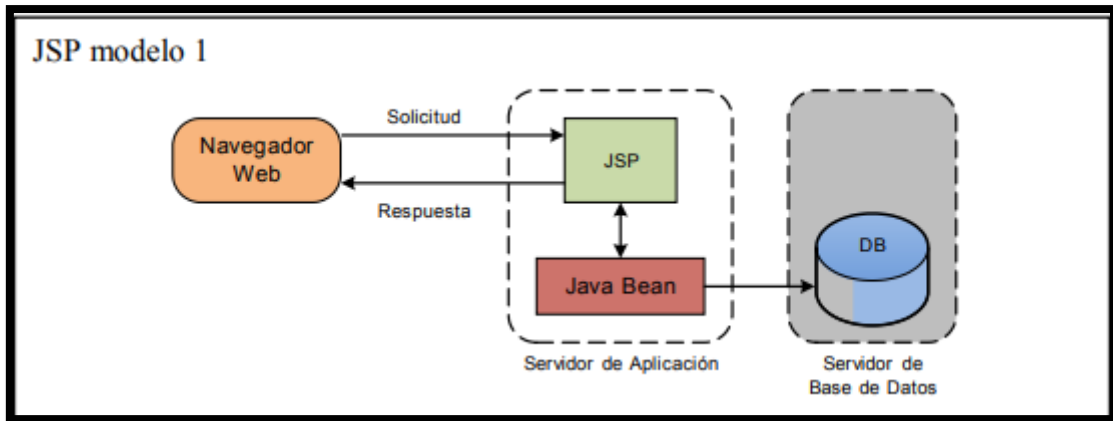 JSP modelo 1
Solicitud
Navegador
Web
JSP
Respuesta
DB
Java Bean
Servidor de Aplicación
Servidor de
Base de Datos